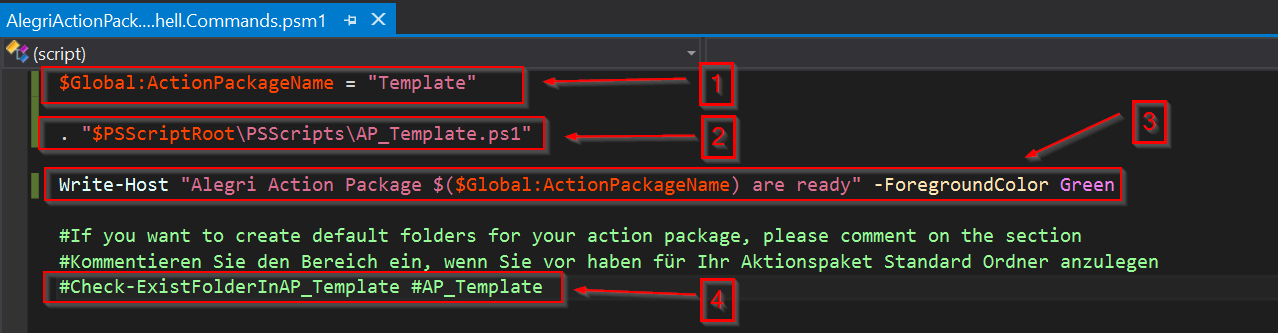 AlegriActionPack....hell.Commands.psm1
(script)
$Global:ActionPackageName = "Template"
1
. "$PSScriptRoot\PSScripts\AP_Template.ps1"
2
3
Write-Host "Alegri Action Package $($Global:ActionPackageName) are ready" -ForegroundColor Green
#If you want to create default folders for your action package, please comment on the section
#Kommentieren Sie den Bereich ein, wenn Sie vor haben für Ihr Aktionspaket Standard Ordner anzulegen
#Check-ExistFolderInAP_Template #AP_Template
4